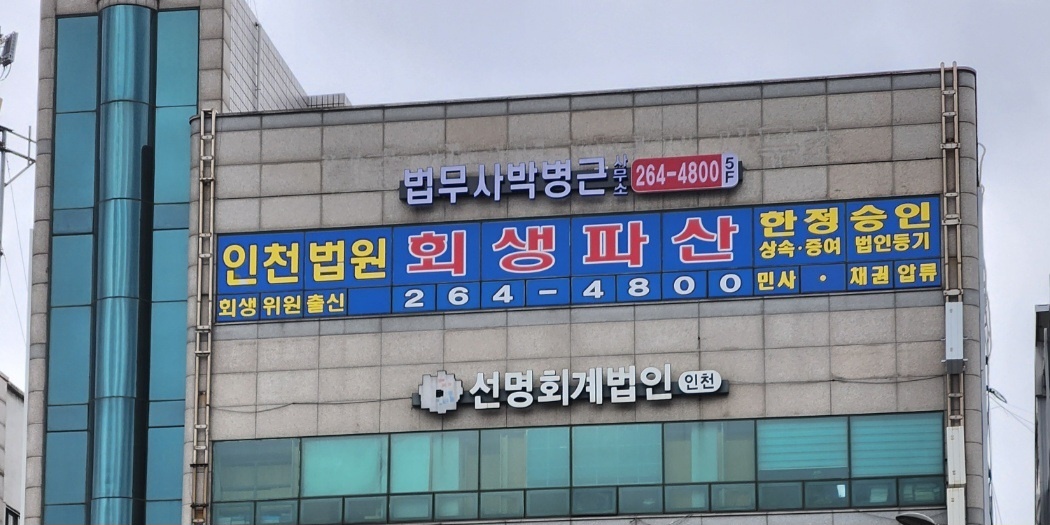 법무사박병근 사무소 264-4800 5F
인천법원 회생파산 한정승인
상속·증여 법인등기
회생위원출신 264-4800 민사·채권압류
선명회계법인 인천